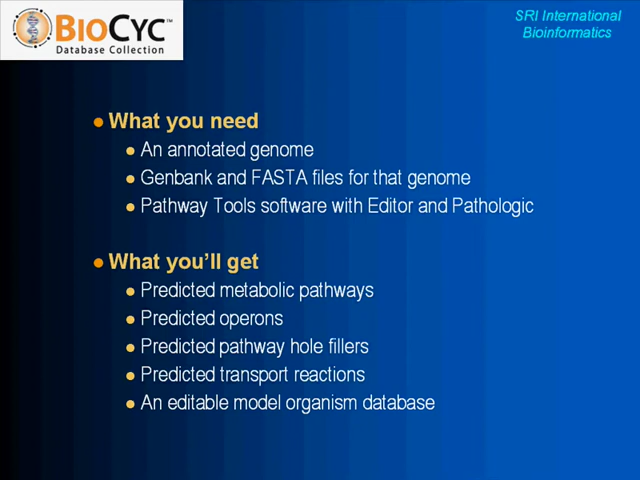 BioCyc™
Database Collection
SRI International
Bioinformatics
What you need
An annotated genome
Genbank and FASTA files for that genome
Pathway Tools software with Editor and Pathologic
What you'll get
Predicted metabolic pathways
Predicted operons
Predicted pathway hole fillers
Predicted transport reactions
An editable model organism database